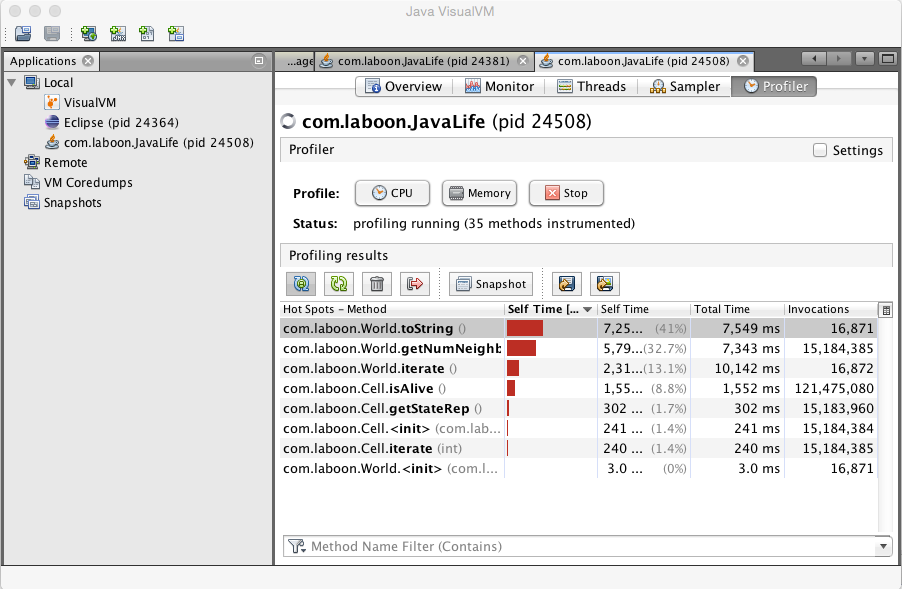 Java VisualVM
Applications
...age com.laboon.JavaLife (pid 24381) com.laboon.JavaLife (pid 24508)
Local
VisualVM
Eclipse (pid 24364)
com.laboon.JavaLife (pid 24508)
Remote
VM Coredumps
Snapshots
Overview Monitor Threads Sampler Profiler
com.laboon.JavaLife (pid 24508)
Profiler Settings
Profile: CPU Memory Stop
Status: profiling running (35 methods instrumented)
Profiling results
Snapshot
Hot Spots – Method Self Time [... Self Time Total Time Invocations
com.laboon.World.toString () 7,25... (41%) 7,549 ms 16,871
com.laboon.World.getNumNeighb 5,79... (32.7%) 7,343 ms 15,184,385
com.laboon.World.iterate () 2,31... (13.1%) 10,142 ms 16,872
com.laboon.Cell.isAlive () 1,55... (8.8%) 1,552 ms 121,475,080
com.laboon.Cell.getStateRep () 302 ... (1.7%) 302 ms 15,183,960
com.laboon.Cell.<init> (com.lab... 241 ... (1.4%) 241 ms 15,184,384
com.laboon.Cell.iterate (int) 240 ... (1.4%) 240 ms 15,184,385
com.laboon.World.<init> (com.l... 3.0 ... (0%) 3.0 ms 16,871
Method Name Filter (Contains)